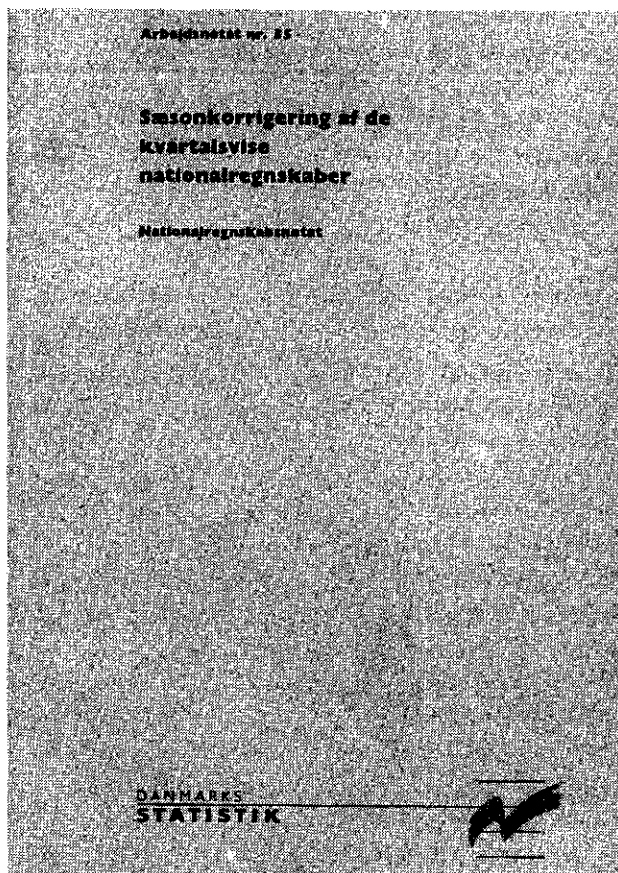 Arbejdsnotat nr. 35
Sæsonkorrigering af de
kvartalsvise
nationalregnskaber
Nationalregnskabsnotat
DANMARKS
STATISTIK